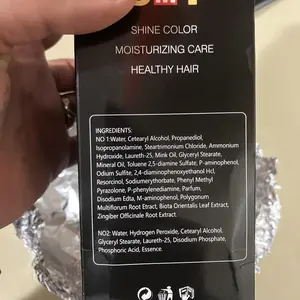 SHINE COLOR
MOISTURIZING CARE
HEALTHY HAIR
INGREDIENTS:
NO 1:Water, Cetearyl Alcohol, Propanediol,
Isopropanolamine, Steartrimonium Chloride, Ammonium
Hydroxide, Laureth-25, Mink Oil, Glyceryl Stearate,
Mineral Oil, Toluene 2,5-diamine Sulfate, P-aminophenol,
Odium Sulfite, 2,4-diaminophenoxyethanol Hcl,
Resorcinol, Sodiumerythorbate, Phenyl Methyl
Pyrazolone, P-phenylenediamine, Parfum,
Disodium Edta, M-aminophenol, Polygonum
Multiflorum Root Extract, Biota Orientalis Leaf Extract,
Zingiber Officinale Root Extract.
NO2: Water, Hydrogen Peroxide, Cetearyl Alcohol,
Glyceryl Stearate, Laureth-25, Disodium Phosphate,
Phosphoric Acid, Essence.